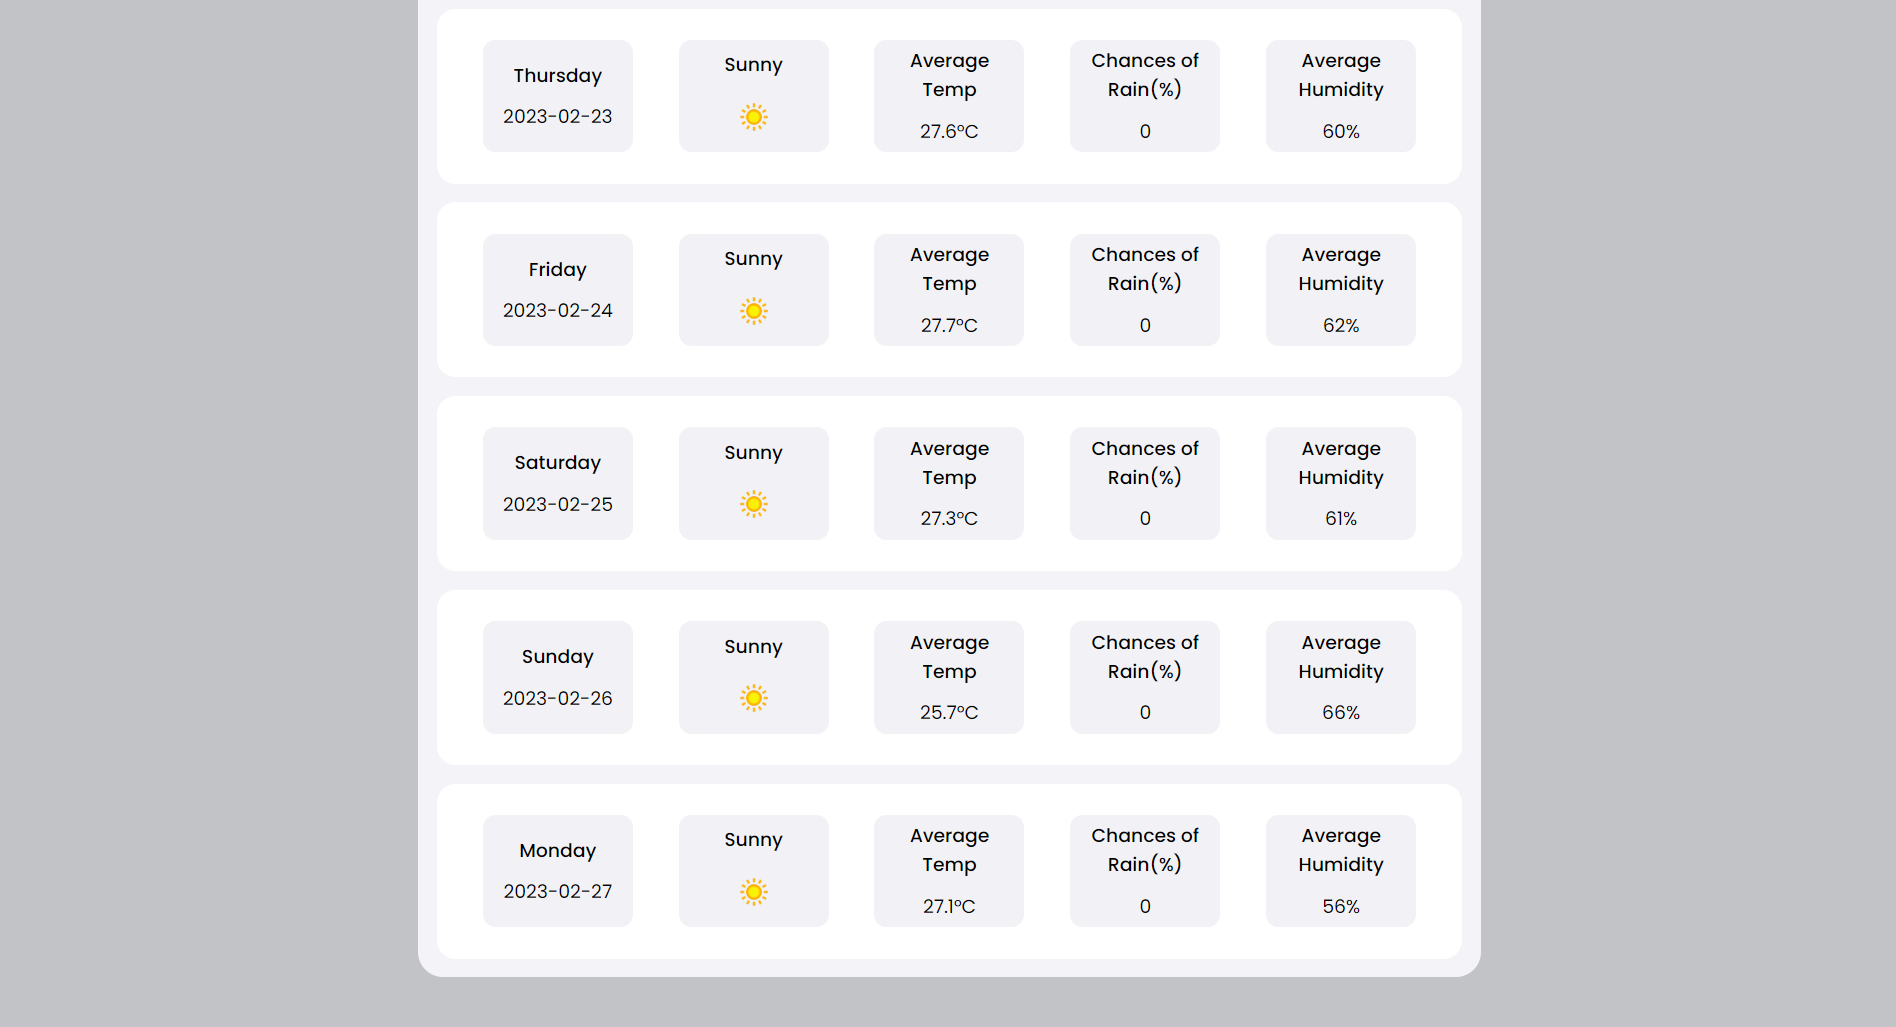 Thursday
2023-02-23
Sunny
Average
Temp
27.6°C
Chances of
Rain(%)
0
Average
Humidity
60%
Friday
2023-02-24
Sunny
Average
Temp
27.7°C
Chances of
Rain(%)
0
Average
Humidity
62%
Saturday
2023-02-25
Sunny
Average
Temp
27.3°C
Chances of
Rain(%)
0
Average
Humidity
61%
Sunday
2023-02-26
Sunny
Average
Temp
25.7°C
Chances of
Rain(%)
0
Average
Humidity
66%
Monday
2023-02-27
Sunny
Average
Temp
27.1°C
Chances of
Rain(%)
0
Average
Humidity
56%